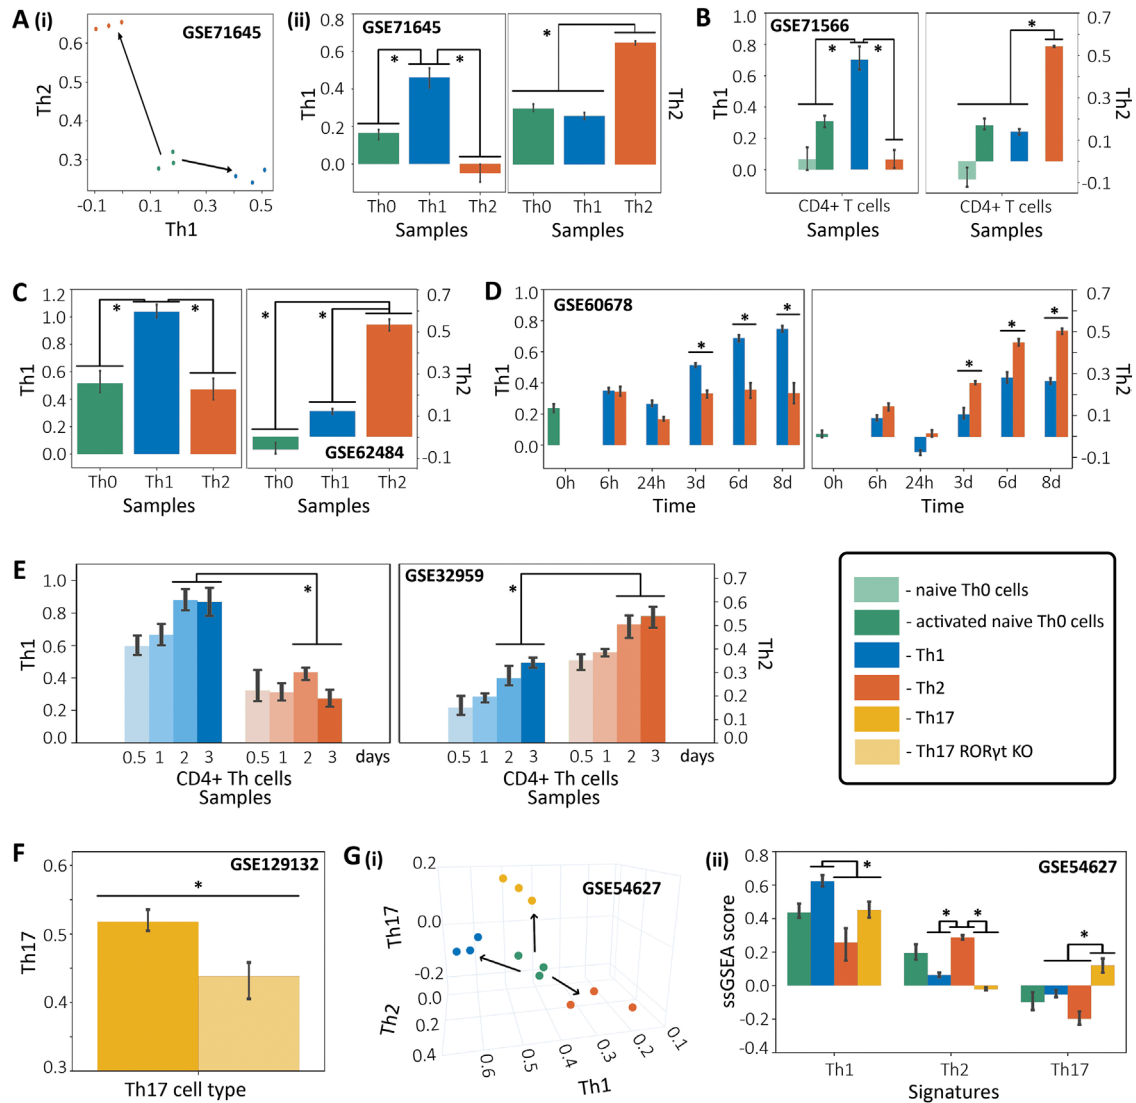 A (i)
GSE71645
Th2
0.6
0.5
0.4
0.3
-0.1 0.1 0.3 0.5
Th1
(ii)
GSE71645
Th1
0.8
0.6
0.4
0.2
0.0
* * *
Th0 Th1 Th2 Th0 Th1 Th2
Samples Samples
Th2
B
GSE71566
Th1
1.0
0.8
0.6
0.4
0.2
0.0
* * *
0.7
0.5
0.3
0.1
-0.1
Th2
CD4+ T cells CD4+ T cells
Samples Samples
C
Th1
1.2
1.0
0.8
0.6
0.4
0.2
0.0
* * * *
0.7
0.5
0.3
0.1
-0.1
Th2
GSE62484
Th0 Th1 Th2 Th0 Th1 Th2
Samples Samples
D
GSE60678
Th1
1.0
0.8
0.6
0.4
0.2
0.0
* * * * * *
0.7
0.5
0.3
0.1
-0.1
Th2
0h 6h 24h 3d 6d 8d 0h 6h 24h 3d 6d 8d
Time Time
E
GSE32959
Th1
1.0
0.8
0.6
0.4
0.2
0.0
* *
0.7
0.6
0.5
0.4
0.3
0.2
0.1
0.0
Th2
0.5 1 2 3 0.5 1 2 3 days 0.5 1 2 3 0.5 1 2 3 days
CD4+ Th cells CD4+ Th cells
Samples Samples
- naive Th0 cells
- activated naive Th0 cells
- Th1
- Th2
- Th17
- Th17 RORγt KO
F
GSE129132
Th17
0.6
0.5
0.4
0.3
*
Th17 cell type
G (i)
GSE54627
Th17
0.2
0.0
-0.2
Th2
0.0
0.2
0.4
0.6 0.5 0.4 0.3 0.2 0.1
Th1
(ii)
GSE54627
ssGSEA score
0.8
0.6
0.4
0.2
0.0
-0.2
-0.4
* * * *
Th1 Th2 Th17
Signatures